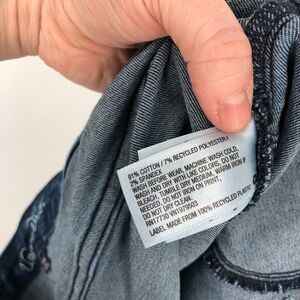 91% COTTON / 7% RECYCLED POLYESTER
2% SPANDEX
WASH BEFORE WEAR, MACHINE WASH COLD,
WASH AND DRY WITH LIKE COLORS, DO NOT
BLEACH, TUMBLE DRY MEDIUM, WARM IRON IF
NEEDED, DO NOT IRON ON PRINT,
DO NOT DRY CLEAN.
RN17730 VN1979503
LABEL MADE FROM 100% RECYCLED PLASTIC